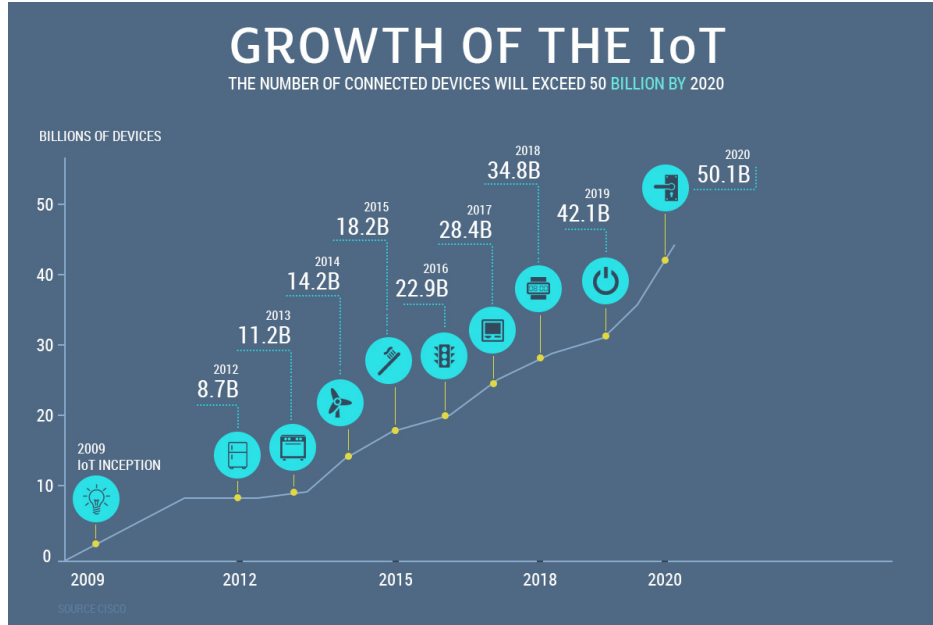 GROWTH OF THE IoT
THE NUMBER OF CONNECTED DEVICES WILL EXCEED 50 BILLION BY 2020
BILLIONS OF DEVICES
50
40
30
20
10
0
2009
IoT INCEPTION
2012
8.7B
2013
11.2B
2014
14.2B
2015
18.2B
2016
22.9B
2017
28.4B
2018
34.8B
08:00
2019
42.1B
2020
50.1B
2009
2012
2015
2018
2020
SOURCE CISCO